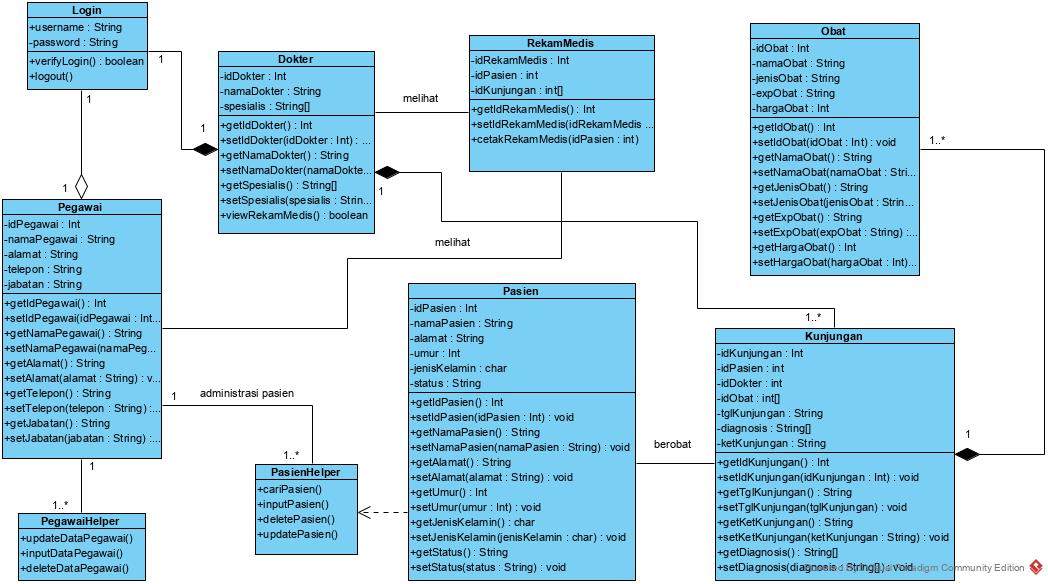 Login
+username : String
-password : String
+verifyLogin() : boolean
+logout()
1
1
1
1
Dokter
-idDokter : Int
-namaDokter : String
-spesialis : String[]
+getIdDokter() : Int
+setIdDokter(idDokter : Int) : ...
+getNamaDokter() : String
+setNamaDokter(namaDokte...
+getSpesialis() : String[]
+setSpesialis(spesialis : Strin...
+viewRekamMedis() : boolean
1
melihat
RekamMedis
-idRekamMedis : Int
-idPasien : int
-idKunjungan : int[]
+getIdRekamMedis() : Int
+setIdRekamMedis(idRekamMedis ...
+cetakRekamMedis(idPasien : int)
melihat
Obat
-idObat : Int
-namaObat : String
-jenisObat : String
-expObat : String
-hargaObat : Int
+getIdObat() : Int
+setIdObat(idObat : Int) : void
+getNamaObat() : String
+setNamaObat(namaObat : Stri...
+getJenisObat() : String
+setJenisObat(jenisObat : Strin...
+getExpObat() : String
+setExpObat(expObat : String) :...
+getHargaObat() : Int
+setHargaObat(hargaObat : Int)...
1..*
Pegawai
-idPegawai : Int
-namaPegawai : String
-alamat : String
-telepon : String
-jabatan : String
+getIdPegawai() : Int
+setIdPegawai(idPegawai : Int...
+getNamaPegawai() : String
+setNamaPegawai(namaPeg...
+getAlamat() : String
+setAlamat(alamat : String) : v...
+getTelepon() : String
+setTelepon(telepon : String) :...
+getJabatan() : String
+setJabatan(jabatan : String) :...
1
administrasi pasien
1..*
1
1..*
PegawaiHelper
+updateDataPegawai()
+inputDataPegawai()
+deleteDataPegawai()
PasienHelper
+cariPasien()
+inputPasien()
+deletePasien()
+updatePasien()
Pasien
-idPasien : Int
-namaPasien : String
-alamat : String
-umur : Int
-jenisKelamin : char
-status : String
+getIdPasien() : Int
+setIdPasien(idPasien : Int) : void
+getNamaPasien() : String
+setNamaPasien(namaPasien : String) : void
+getAlamat() : String
+setAlamat(alamat : String) : void
+getUmur() : Int
+setUmur(umur : Int) : void
+getJenisKelamin() : char
+setJenisKelamin(jenisKelamin : char) : void
+getStatus() : String
+setStatus(status : String) : void
berobat
1..*
Kunjungan
-idKunjungan : Int
-idPasien : int
-idDokter : int
-idObat : int[]
-tglKunjungan : String
-diagnosis : String[]
-ketKunjungan : String
+getIdKunjungan() : Int
+setIdKunjungan(idKunjungan : Int) : void
+getTglKunjungan() : String
+setTglKunjungan(tglKunjungan) : void
+getKetKunjungan() : String
+setKetKunjungan(ketKunjungan : String) : void
+getDiagnosis() : String[]
+setDiagnosis(diagnosis : String[]) : void
1
Powered By Visual Paradigm Community Edition